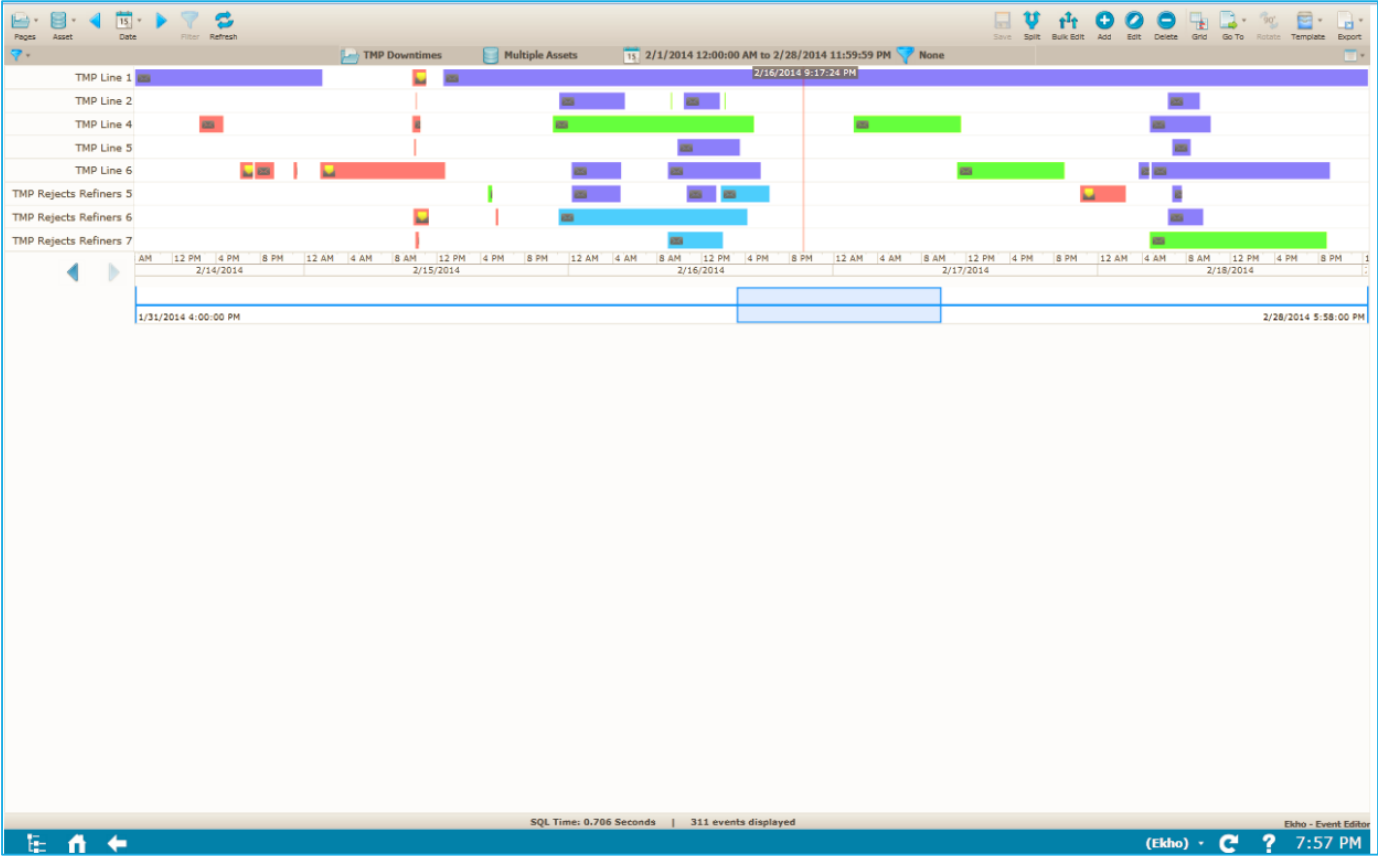 Pages Asset Date Filter Refresh Save Split Bulk Edit Add Edit Delete Grid Go To Rotate Template Export
TMP Downtimes Multiple Assets 15 2/1/2014 12:00:00 AM to 2/28/2014 11:59:59 PM None
2/16/2014 9:17:24 PM
TMP Line 1
TMP Line 2
TMP Line 4
TMP Line 5
TMP Line 6
TMP Rejects Refiners 5
TMP Rejects Refiners 6
TMP Rejects Refiners 7
AM 12 PM 4 PM 8 PM 12 AM 4 AM 8 AM 12 PM 4 PM 8 PM 12 AM 4 AM 8 AM 12 PM 4 PM 8 PM 12 AM 4 AM 8 AM 12 PM 4 PM 8 PM 12 AM 4 AM 8 AM 12 PM 4 PM 8 PM
2/14/2014 2/15/2014 2/16/2014 2/17/2014 2/18/2014
1/31/2014 4:00:00 PM 2/28/2014 5:58:00 PM
SQL Time: 0.706 Seconds | 311 events displayed
Ekho - Event Editor
(Ekho) ? 7:57 PM